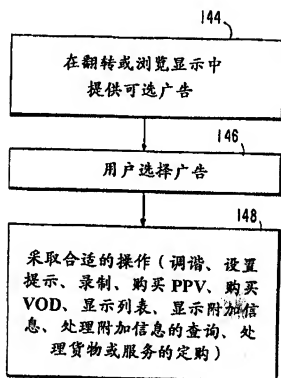 144
在翻转或浏览显示中
提供可选广告
146
用户选择广告
148
采取合适的操作（调谐、设置
提示、录制、购买PPV、购买
VOD、显示列表、显示附加信
息、处理附加信息的查询、处
理货物或服务的定购）